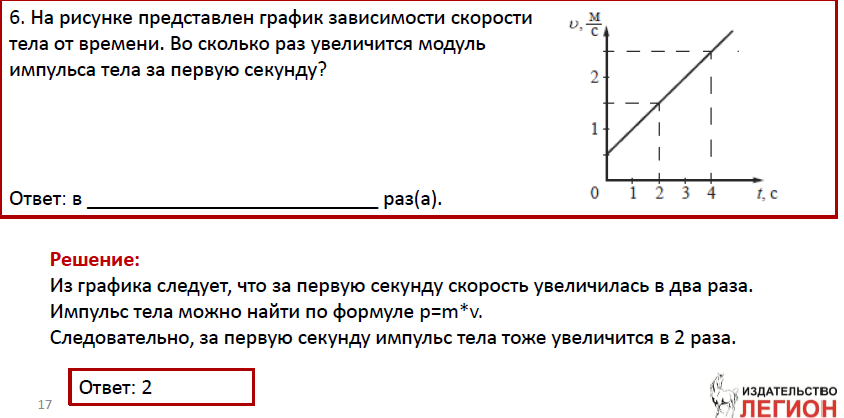 6. На рисунке представлен график зависимости скорости
тела от времени. Во сколько раз увеличится модуль
импульса тела за первую секунду?
υ, м/с
2
1
0 1 2 3 4 t, с
Ответ: в ____________________________ раз(а).
Решение:
Из графика следует, что за первую секунду скорость увеличилась в два раза.
Импульс тела можно найти по формуле p=m*v.
Следовательно, за первую секунду импульс тела тоже увеличится в 2 раза.
Ответ: 2
17
ИЗДАТЕЛЬСТВО
ЛЕГИОН